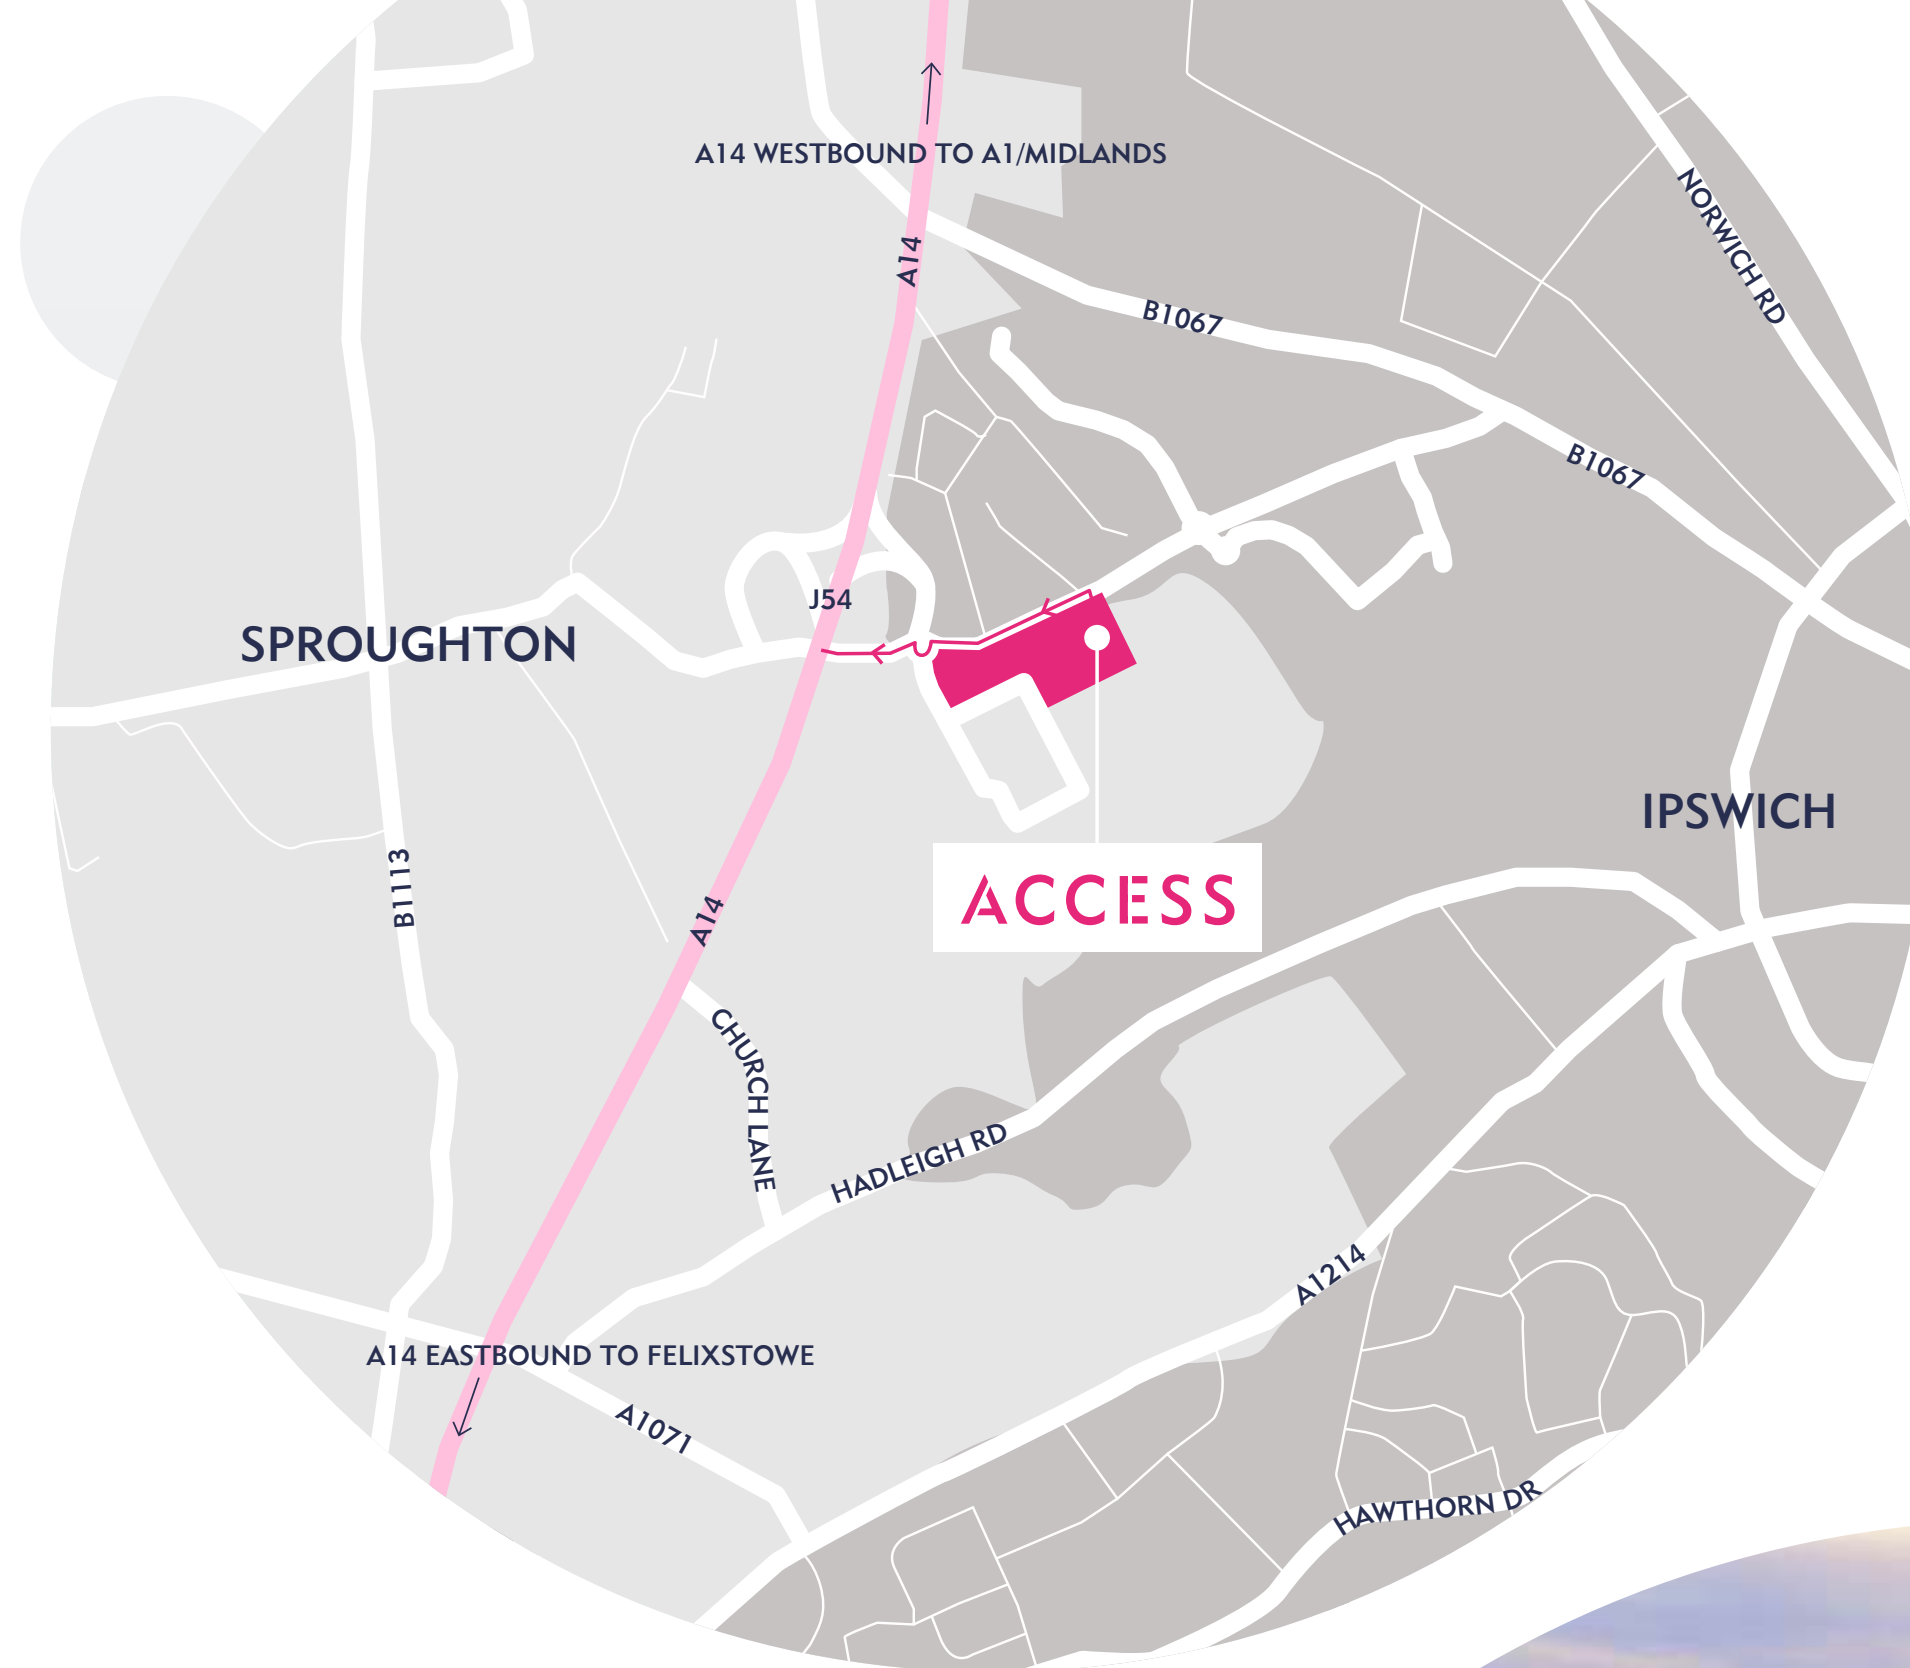 A14 WESTBOUND TO A1/MIDLANDS
NORWICH RD
A14
B1067
B1067
J54
SPROUGHTON
IPSWICH
B1113
A14
ACCESS
CHURCH LANE
HADLEIGH RD
A1214
A14 EASTBOUND TO FELIXSTOWE
A1071
HAWTHORN DR